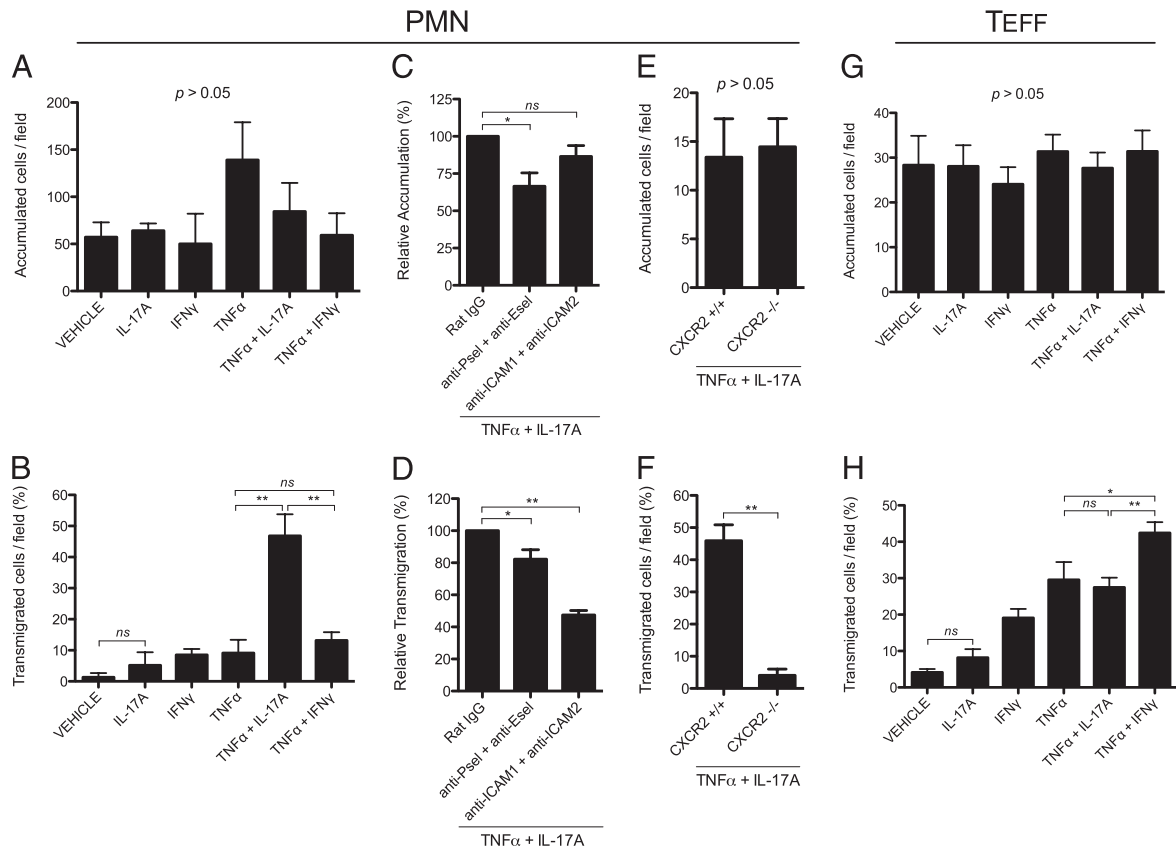 PMN
TEFF
A
p > 0.05
Accumulated cells / field
200
150
100
50
0
VEHICLE
IL-17A
IFNγ
TNFα
TNFα + IL-17A
TNFα + IFNγ
C
Relative Accumulation (%)
125
100
75
50
25
0
ns
*
Rat IgG
anti-Psel + anti-Esel
anti-ICAM1 + anti-ICAM2
TNFα + IL-17A
E
p > 0.05
Accumulated cells / field
20
15
10
5
0
CXCR2 +/+
CXCR2 -/-
TNFα + IL-17A
G
p > 0.05
Accumulated cells / field
40
30
20
10
0
VEHICLE
IL-17A
IFNγ
TNFα
TNFα + IL-17A
TNFα + IFNγ
B
Transmigrated cells / field (%)
60
50
40
30
20
10
0
ns
ns
**
**
VEHICLE
IL-17A
IFNγ
TNFα
TNFα + IL-17A
TNFα + IFNγ
D
Relative Transmigration (%)
120
100
80
60
40
20
0
**
*
Rat IgG
anti-Psel + anti-Esel
anti-ICAM1 + anti-ICAM2
TNFα + IL-17A
F
Transmigrated cells / field (%)
60
50
40
30
20
10
0
**
CXCR2 +/+
CXCR2 -/-
TNFα + IL-17A
H
Transmigrated cells / field (%)
50
40
30
20
10
0
ns
*
ns
**
VEHICLE
IL-17A
IFNγ
TNFα
TNFα + IL-17A
TNFα + IFNγ